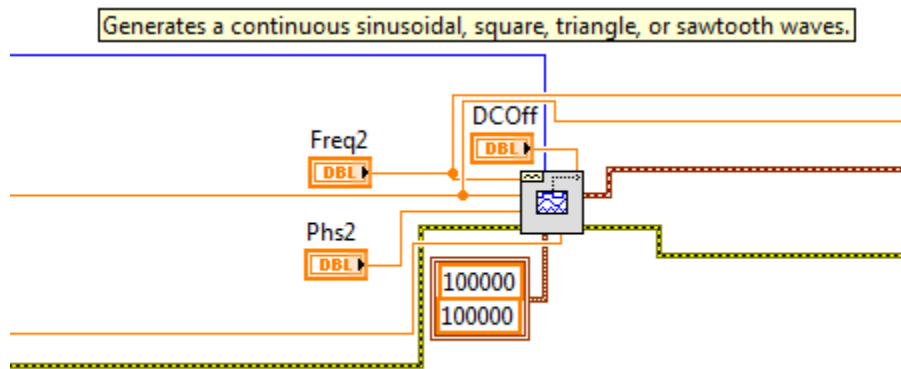 Generates a continuous sinusoidal, square, triangle, or sawtooth waves.
DCOff
DBL
Freq2
DBL
Phs2
DBL
100000
100000